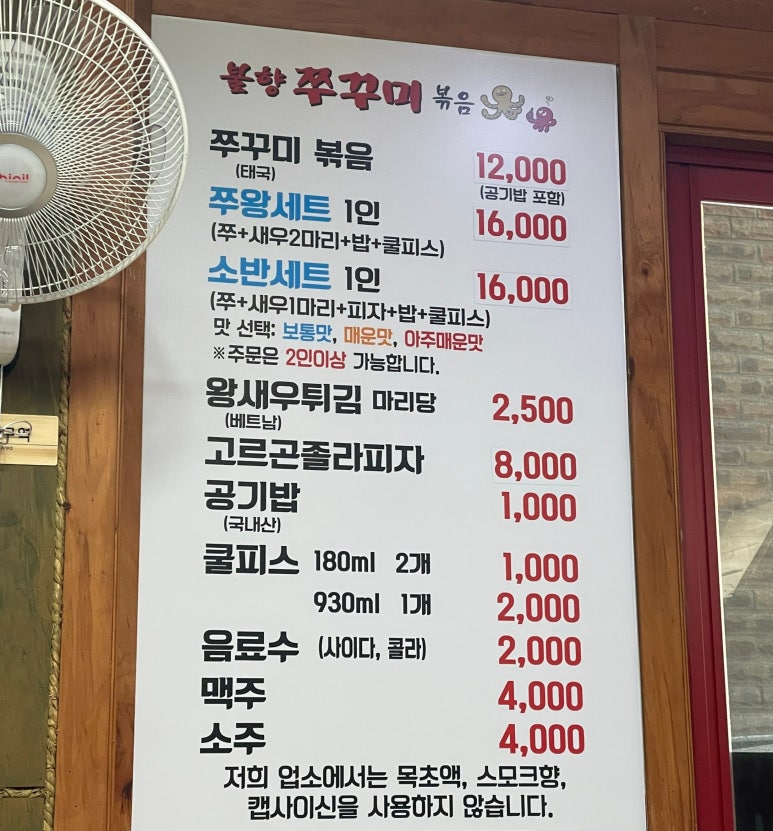 불향 쭈꾸미 볶음
쭈꾸미 볶음 12,000
(태국) (공기밥 포함)
쭈왕세트 1인 16,000
(쭈+새우2마리+밥+쿨피스)
소반세트 1인 16,000
(쭈+새우1마리+피자+밥+쿨피스)
맛 선택: 보통맛, 매운맛, 아주매운맛
※주문은 2인이상 가능합니다.
왕새우튀김 마리당 2,500
(베트남)
고르곤졸라피자 8,000
공기밥 1,000
(국내산)
쿨피스 180ml 2개 1,000
930ml 1개 2,000
음료수 (사이다, 콜라) 2,000
맥주 4,000
소주 4,000
저희 업소에서는 목초액, 스모크향,
캡사이신을 사용하지 않습니다.